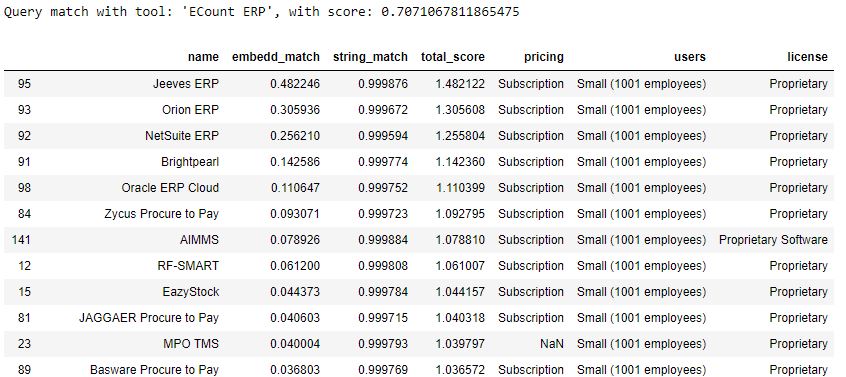 Query match with tool: 'ECount ERP', with score: 0.7071067811865475
name embedd_match string_match total_score pricing users license
95 Jeeves ERP 0.482246 0.999876 1.482122 Subscription Small (1001 employees) Proprietary
93 Orion ERP 0.305936 0.999672 1.305608 Subscription Small (1001 employees) Proprietary
92 NetSuite ERP 0.256210 0.999594 1.255804 Subscription Small (1001 employees) Proprietary
91 Brightpearl 0.142586 0.999774 1.142360 Subscription Small (1001 employees) Proprietary
98 Oracle ERP Cloud 0.110647 0.999752 1.110399 Subscription Small (1001 employees) Proprietary
84 Zycus Procure to Pay 0.093071 0.999723 1.092795 Subscription Small (1001 employees) Proprietary
141 AIMMS 0.078926 0.999884 1.078810 Subscription Small (1001 employees) Proprietary Software
12 RF-SMART 0.061200 0.999808 1.061007 Subscription Small (1001 employees) Proprietary
15 EazyStock 0.044373 0.999784 1.044157 Subscription Small (1001 employees) Proprietary
81 JAGGAER Procure to Pay 0.040603 0.999715 1.040318 Subscription Small (1001 employees) Proprietary
23 MPO TMS 0.040004 0.999793 1.039797 NaN Small (1001 employees) Proprietary
89 Basware Procure to Pay 0.036803 0.999769 1.036572 Subscription Small (1001 employees) Proprietary